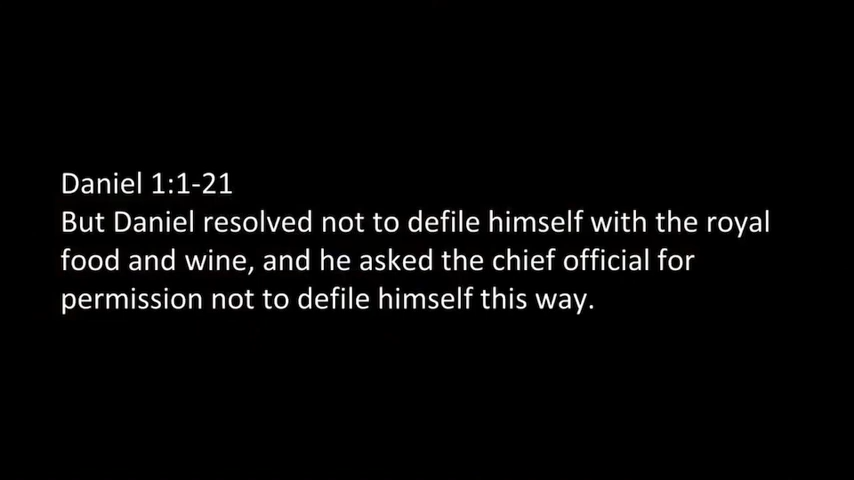 Daniel 1:1-21
But Daniel resolved not to defile himself with the royal
food and wine, and he asked the chief official for
permission not to defile himself this way.